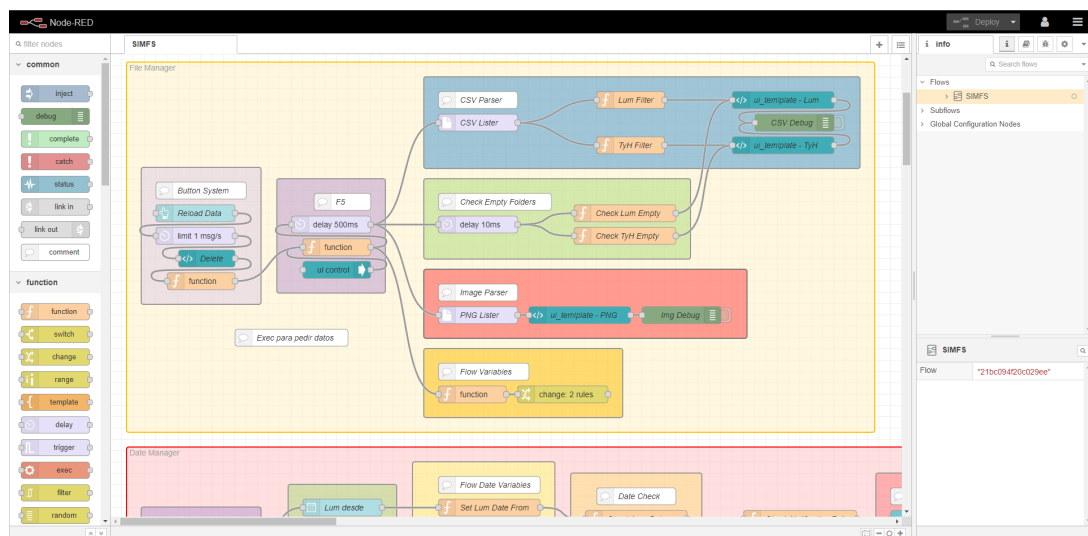 Node-RED
Deploy
filter nodes
SIMFS
info
i
Search flows
common
inject
debug
complete
catch
status
link in
link out
comment
function
function
switch
change
range
template
delay
trigger
exec
filter
random
File Manager
CSV Parser
CSV Lister
Lum Filter
TyH Filter
ui_template - Lum
CSV Debug
ui_template - TyH
Button System
Reload Data
limit 1 msg/s
Delete
function
F5
delay 500ms
function
ui control
Check Empty Folders
delay 10ms
Check Lum Empty
Check TyH Empty
Image Parser
PNG Lister
ui_template - PNG
Img Debug
Exec para pedir datos
Flow Variables
function
change: 2 rules
Date Manager
Flow Date Variables
Lum desde
Set Lum Date From
Date Check
Flows
SIMFS
Subflows
Global Configuration Nodes
SIMFS
Flow
"21bc094f20c029ee"